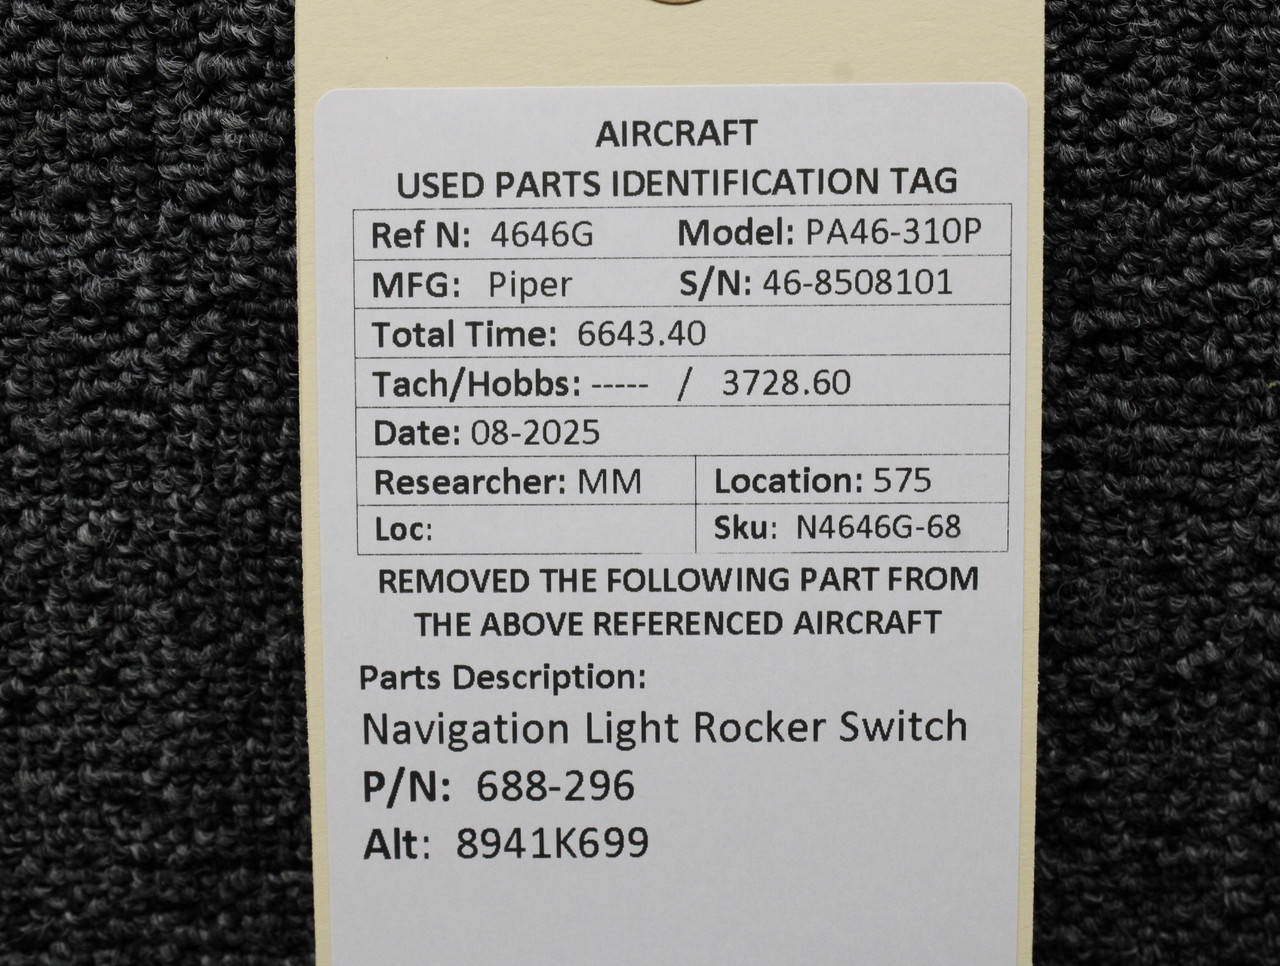 AIRCRAFT
USED PARTS IDENTIFICATION TAG
Ref N: 4646G Model: PA46-310P
MFG: Piper S/N: 46-8508101
Total Time: 6643.40
Tach/Hobbs: ----- / 3728.60
Date: 08-2025
Researcher: MM Location: 575
Loc: Sku: N4646G-68
REMOVED THE FOLLOWING PART FROM
THE ABOVE REFERENCED AIRCRAFT
Parts Description:
Navigation Light Rocker Switch
P/N: 688-296
Alt: 8941K699